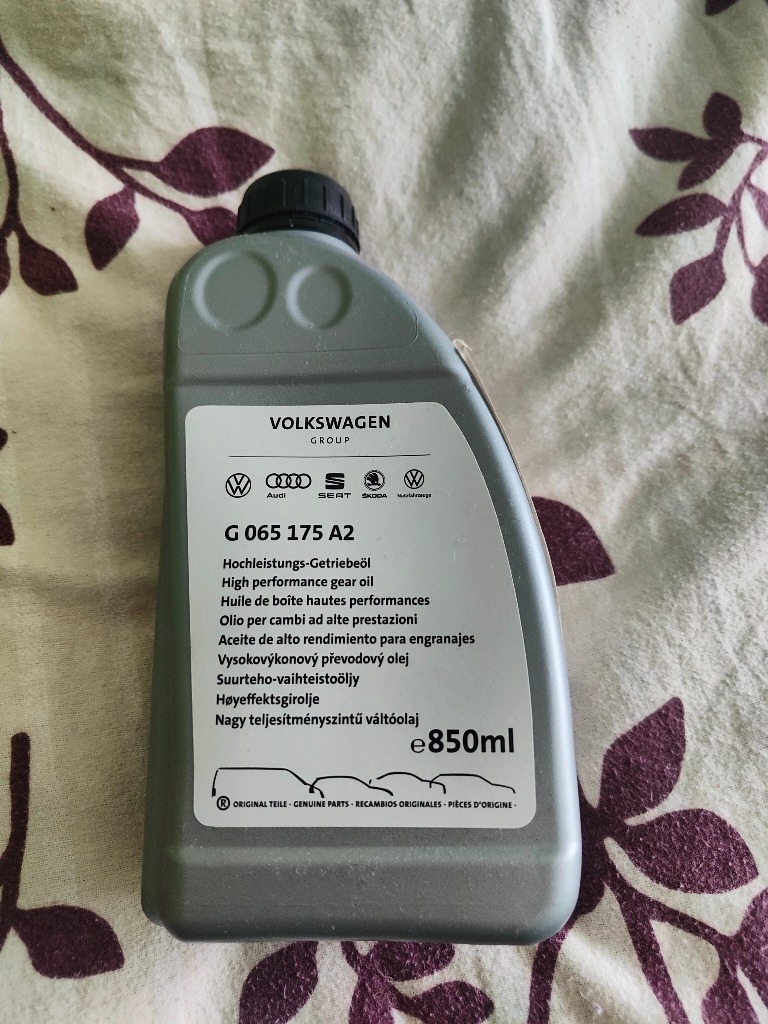 VOLKSWAGEN
GROUP
Audi SEAT ŠKODA Nutzfahrzeuge
G 065 175 A2
Hochleistungs-Getriebeöl
High performance gear oil
Huile de boîte hautes performances
Olio per cambi ad alte prestazioni
Aceite de alto rendimiento para engranajes
Vysokovýkonový převodový olej
Suurteho-vaihteistoöljy
Høyeffektsgirolje
Nagy teljesítményszintű váltóolaj
℮850ml
® ORIGINAL TEILE · GENUINE PARTS · RECAMBIOS ORIGINALES · PIÈCES D'ORIGINE ·